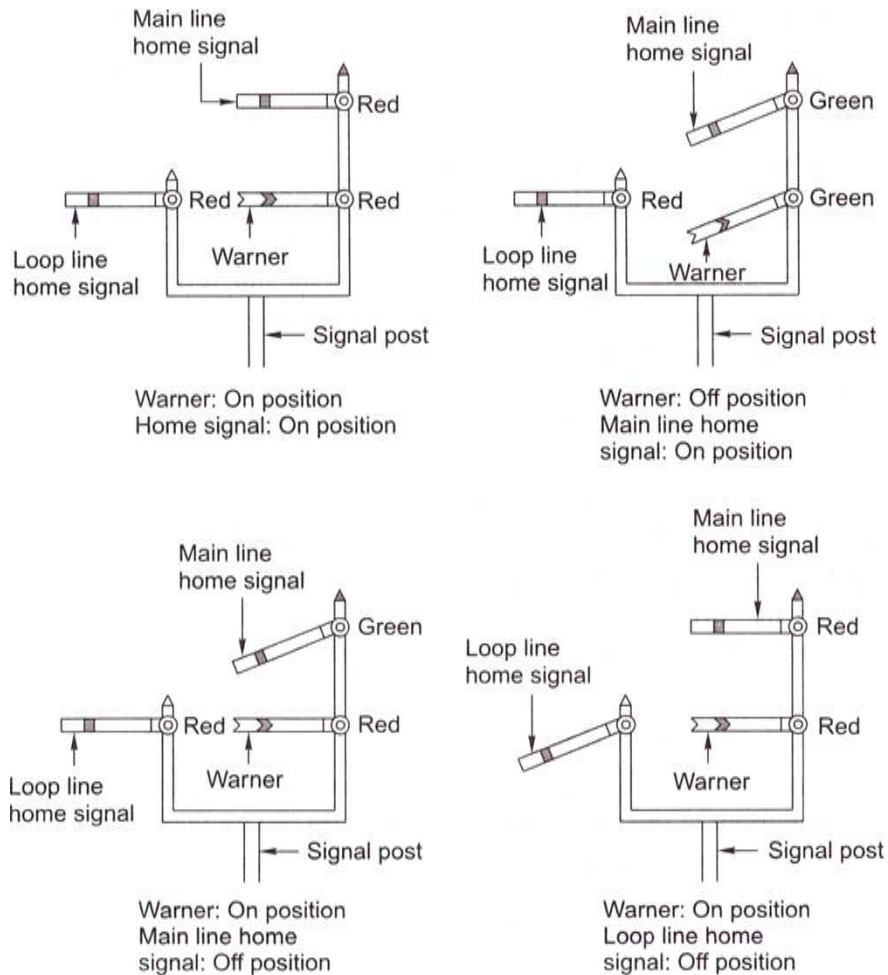 Main line
home signal
Red
Red
Red
Loop line
home signal
Warner
Signal post
Warner: On position
Home signal: On position
Main line
home signal
Green
Red
Green
Loop line
home signal
Warner
Signal post
Warner: Off position
Main line home
signal: On position
Main line
home signal
Green
Red
Red
Loop line
home signal
Warner
Signal post
Warner: On position
Main line home
signal: Off position
Main line
home signal
Red
Loop line
home signal
Red
Warner
Signal post
Warner: On position
Loop line home
signal: Off position